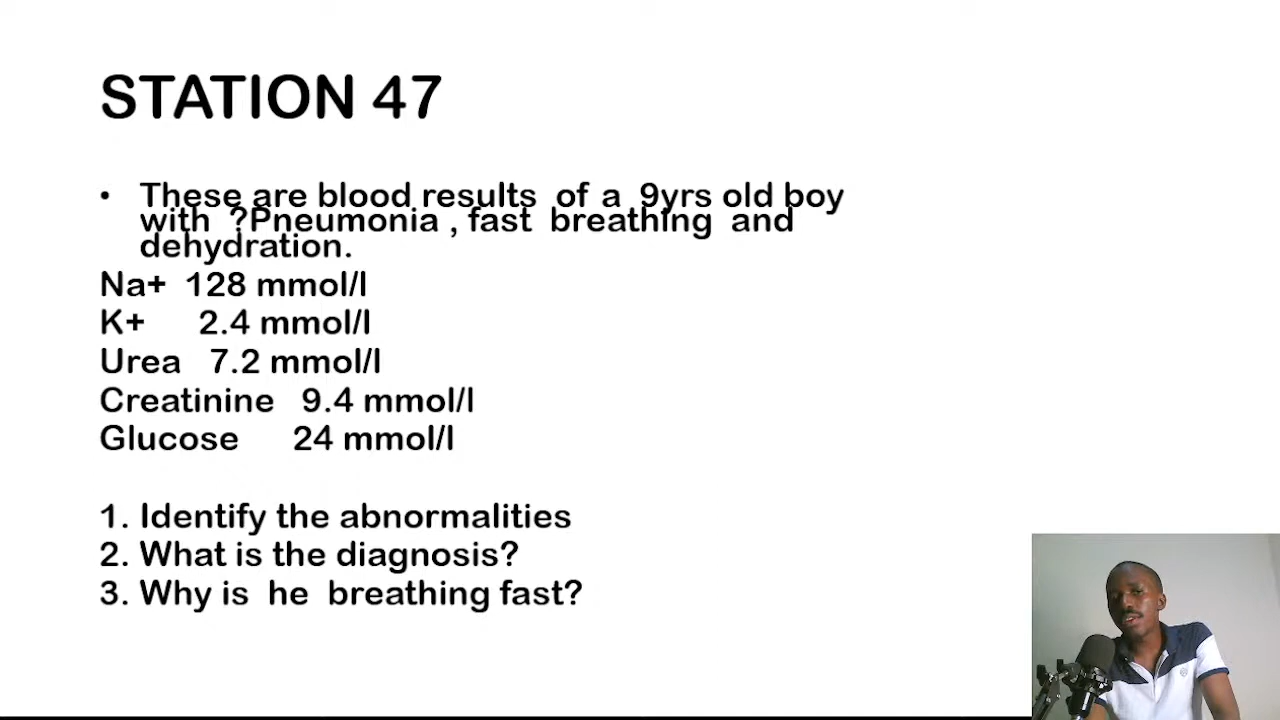 STATION 47
• These are blood results of a 9yrs old boy
with ?Pneumonia , fast breathing and
dehydration.
Na+ 128 mmol/l
K+ 2.4 mmol/l
Urea 7.2 mmol/l
Creatinine 9.4 mmol/l
Glucose 24 mmol/l
1. Identify the abnormalities
2. What is the diagnosis?
3. Why is he breathing fast?